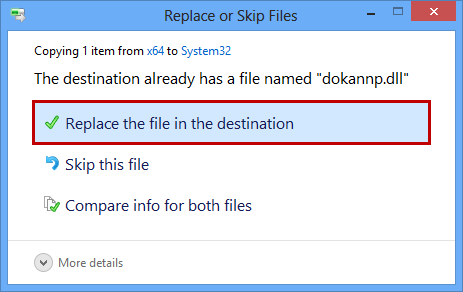 Replace or Skip Files
Copying 1 item from x64 to System32
The destination already has a file named "dokannp.dll"
Replace the file in the destination
Skip this file
Compare info for both files
More details